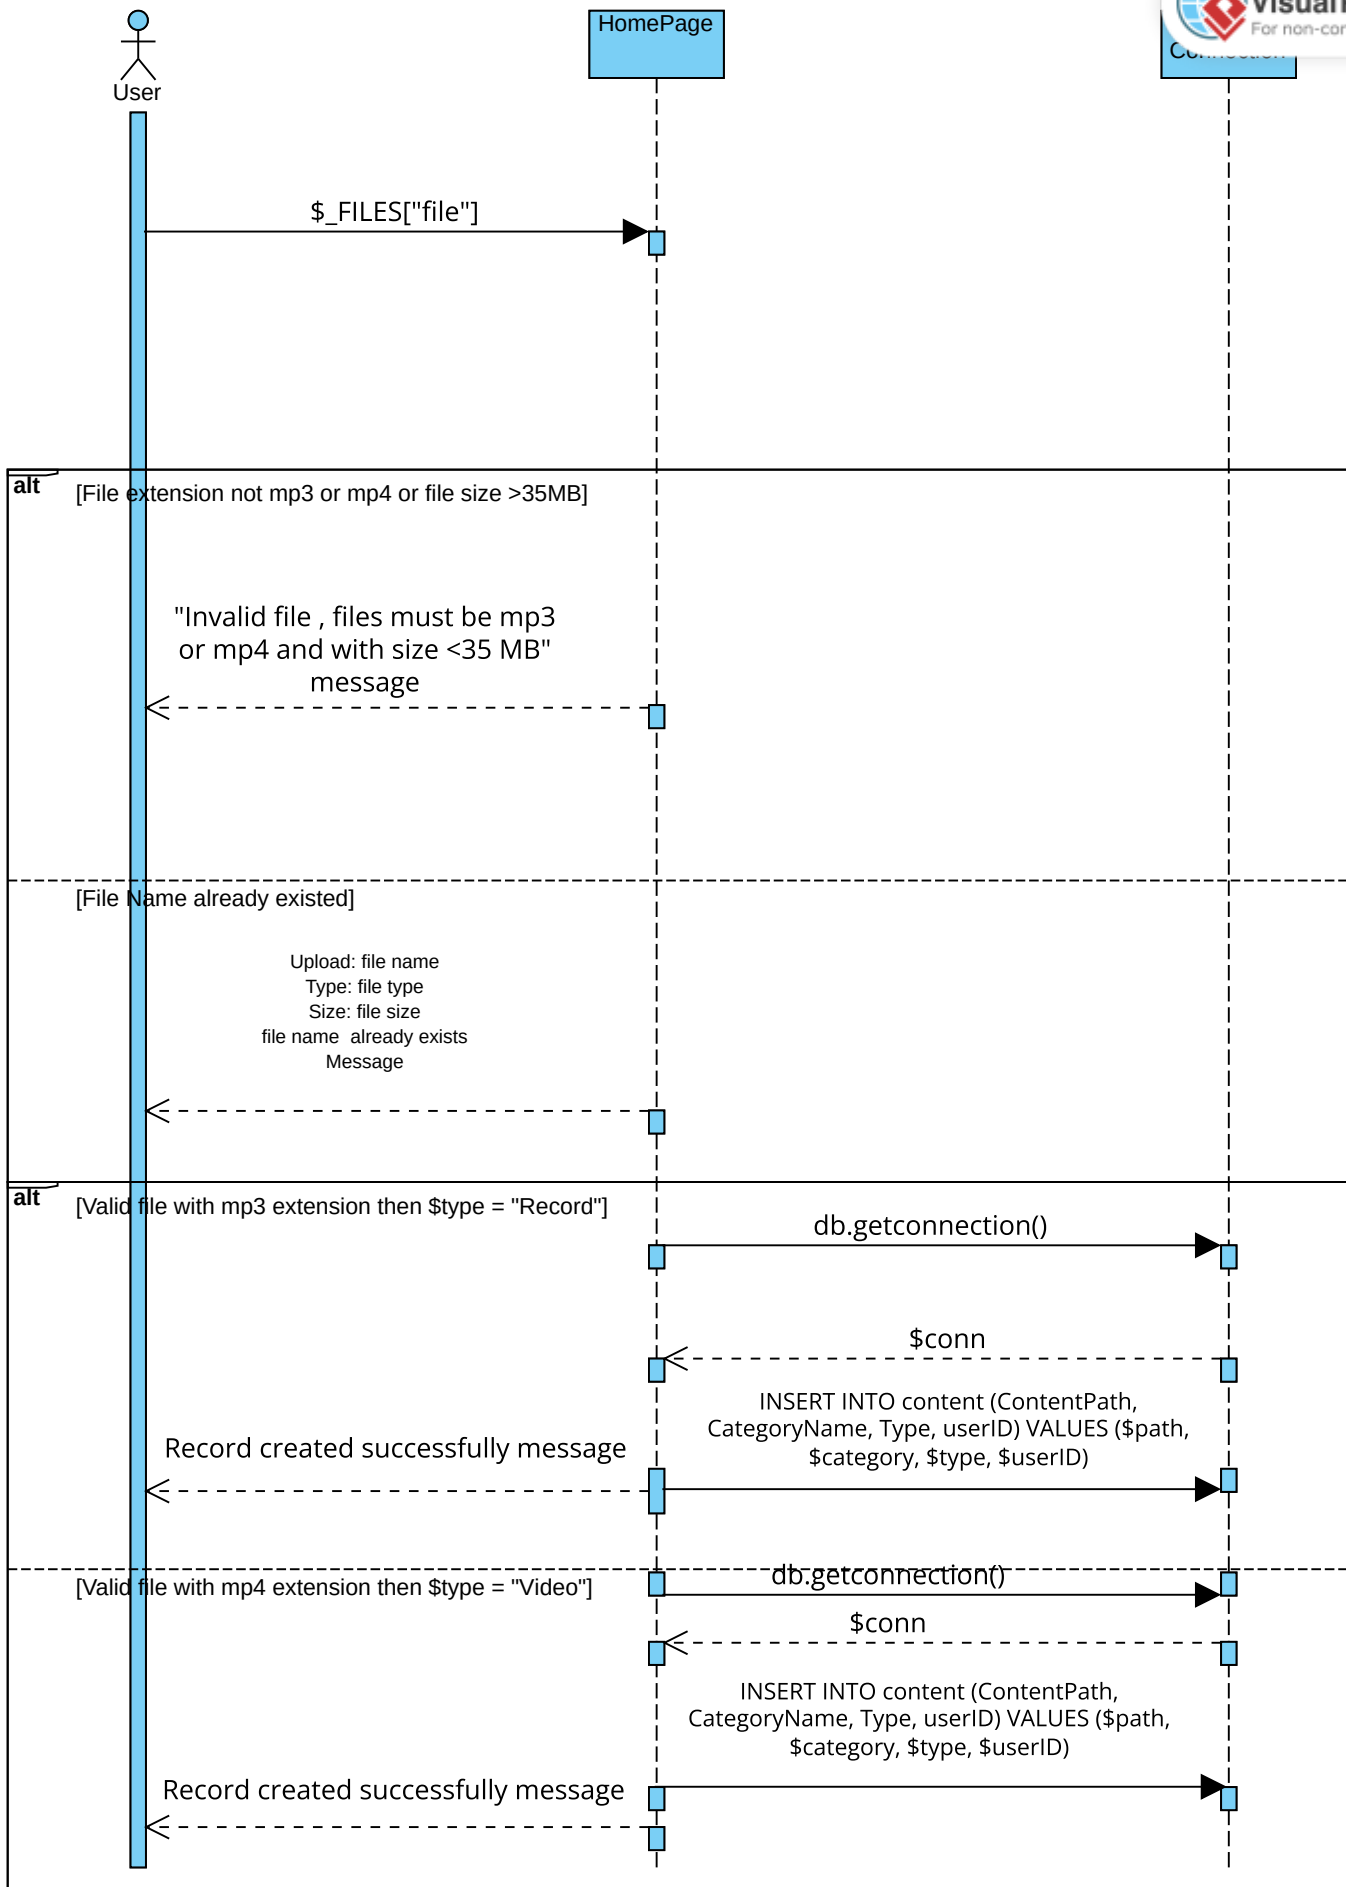 HomePage
For non-
User
$_FILES["file"]
alt
[File extension not mp3 or mp4 or file size >35MB]
"Invalid file , files must be mp3
or mp4 and with size <35 MB"
message
[File Name already existed]
Upload: file name
Type: file type
Size: file size
file name  already exists
Message
alt
[Valid file with mp3 extension then $type = "Record"]
db.getconnection()
$conn
INSERT INTO content (ContentPath,
CategoryName, Type, userID) VALUES ($path,
$category, $type, $userID)
Record created successfully message
[Valid file with mp4 extension then $type = "Video"]
db.getconnection()
$conn
INSERT INTO content (ContentPath,
CategoryName, Type, userID) VALUES ($path,
$category, $type, $userID)
Record created successfully message